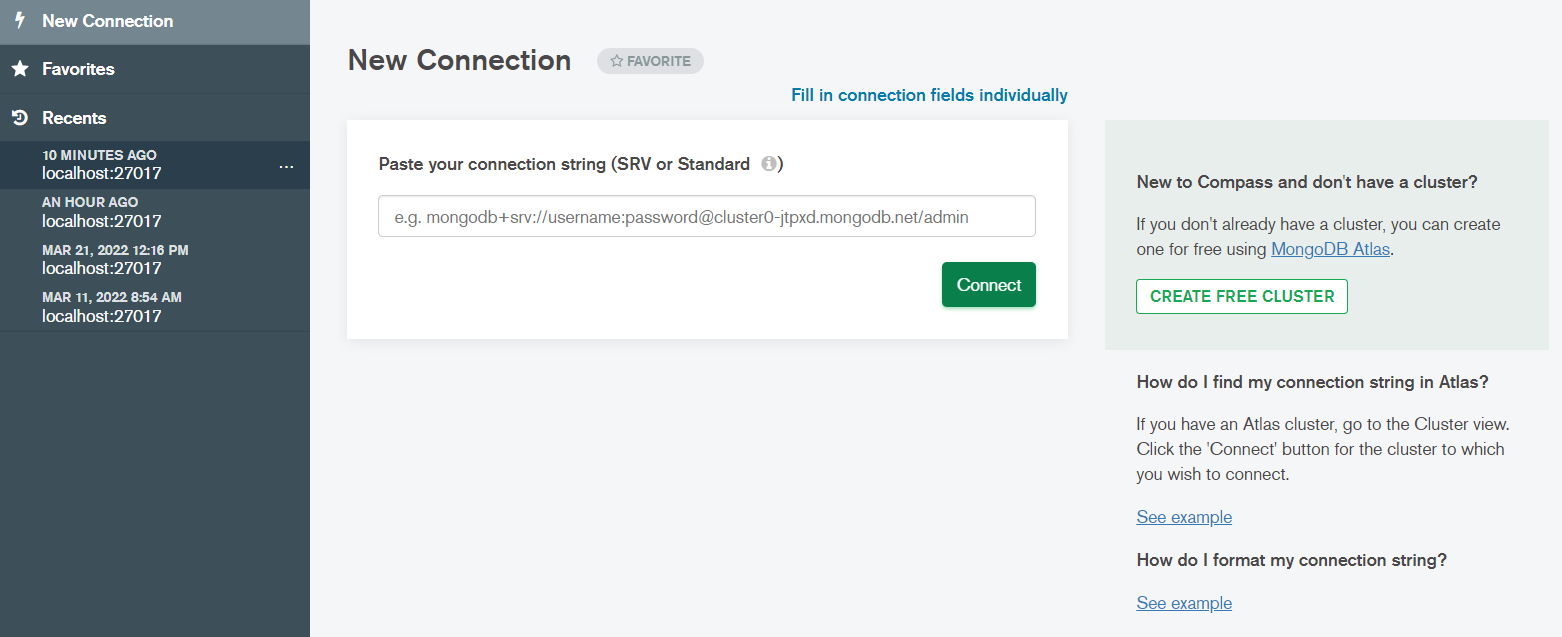 New Connection
Favorites
Recents
10 MINUTES AGO
localhost:27017
...
AN HOUR AGO
localhost:27017
MAR 21, 2022 12:16 PM
localhost:27017
MAR 11, 2022 8:54 AM
localhost:27017
New Connection
FAVORITE
Fill in connection fields individually
Paste your connection string (SRV or Standard i)
e.g. mongodb+srv://username:password@cluster0-jtpxd.mongodb.net/admin
Connect
New to Compass and don't have a cluster?
If you don't already have a cluster, you can create
one for free using MongoDB Atlas.
CREATE FREE CLUSTER
How do I find my connection string in Atlas?
If you have an Atlas cluster, go to the Cluster view.
Click the 'Connect' button for the cluster to which
you wish to connect.
See example
How do I format my connection string?
See example